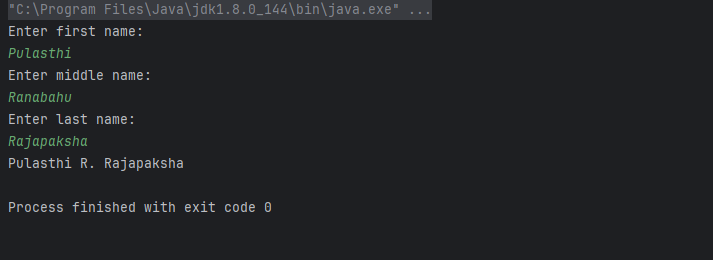 "C:\Program Files\Java\jdk1.8.0_144\bin\java.exe" ...
Enter first name:
Pulasthi
Enter middle name:
Ranabahu
Enter last name:
Rajapaksha
Pulasthi R. Rajapaksha
Process finished with exit code 0